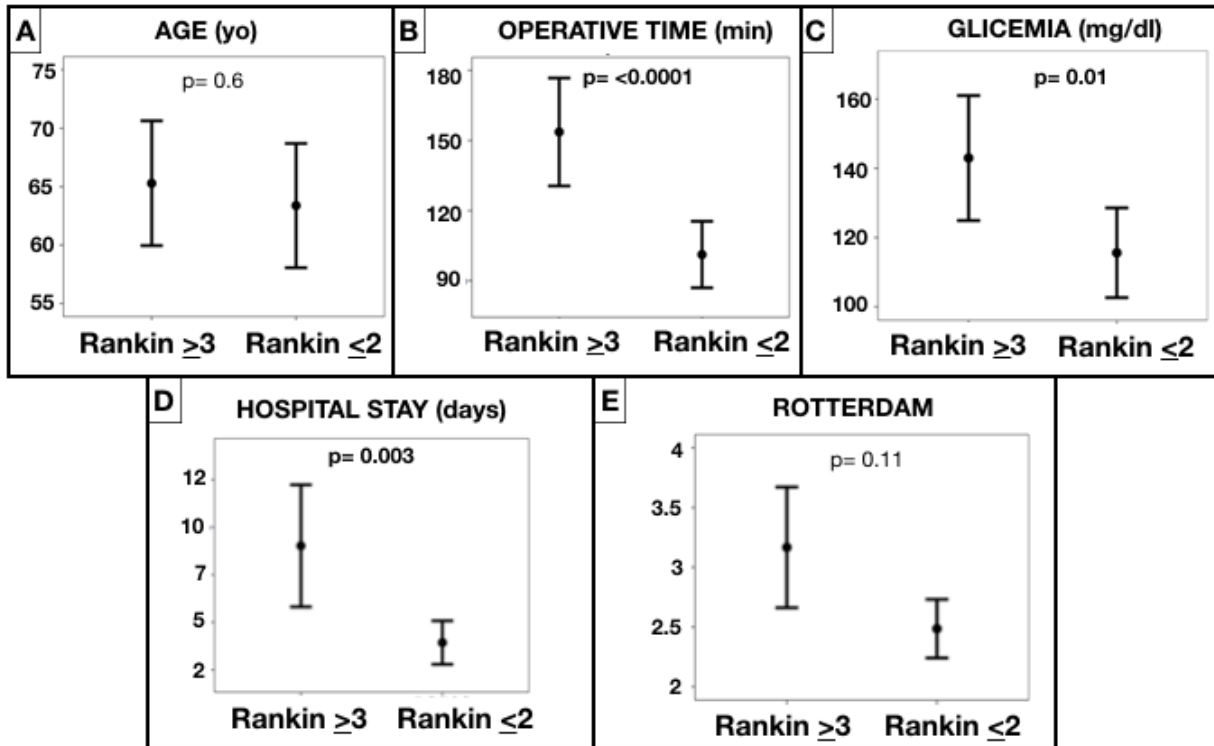 A
AGE (yo)
p= 0.6
75
70
65
60
55
Rankin ≥3 Rankin ≤2
B
OPERATIVE TIME (min)
p= <0.0001
180
150
120
90
Rankin ≥3 Rankin ≤2
C
GLICEMIA (mg/dl)
p= 0.01
160
140
120
100
Rankin ≥3 Rankin ≤2
D
HOSPITAL STAY (days)
p= 0.003
12
10
7
5
2
Rankin ≥3 Rankin ≤2
E
ROTTERDAM
p= 0.11
4
3.5
3
2.5
2
Rankin ≥3 Rankin ≤2